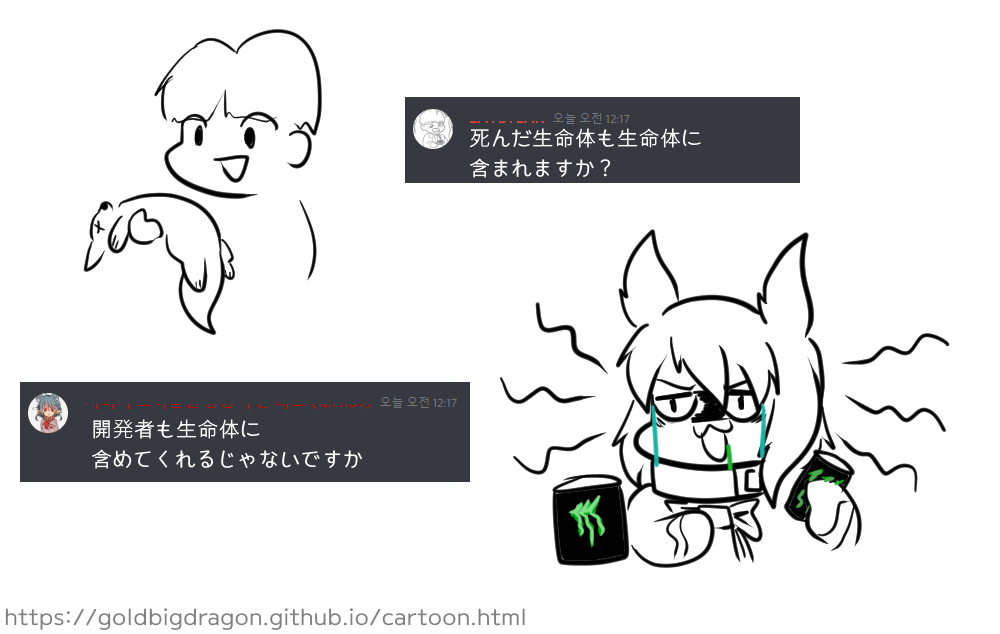 오늘 오전 12:17
死んだ生命体も生命体に
含まれますか？
오늘 오전 12:17
開発者も生命体に
含めてくれるじゃないですか
https://goldbigdragon.github.io/cartoon.html